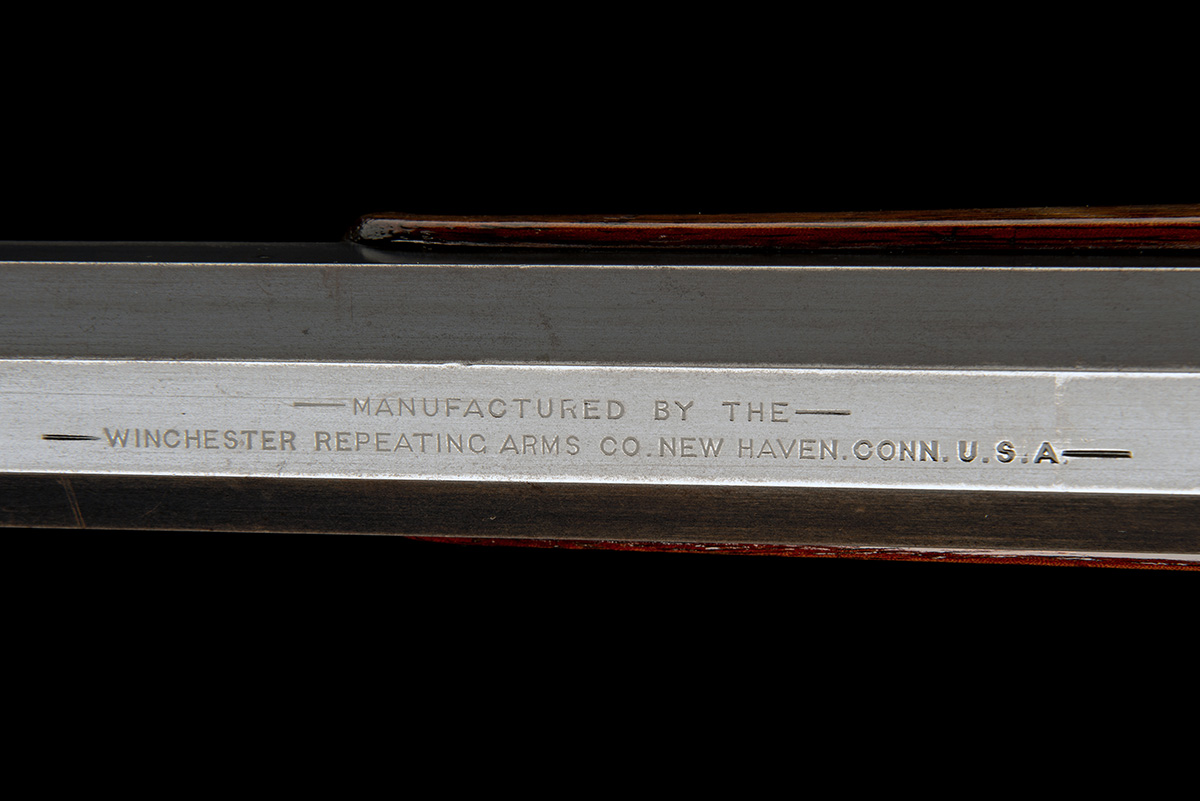 —MANUFACTURED BY THE—
—WINCHESTER REPEATING ARMS CO. NEW HAVEN. CONN. U.S.A.—